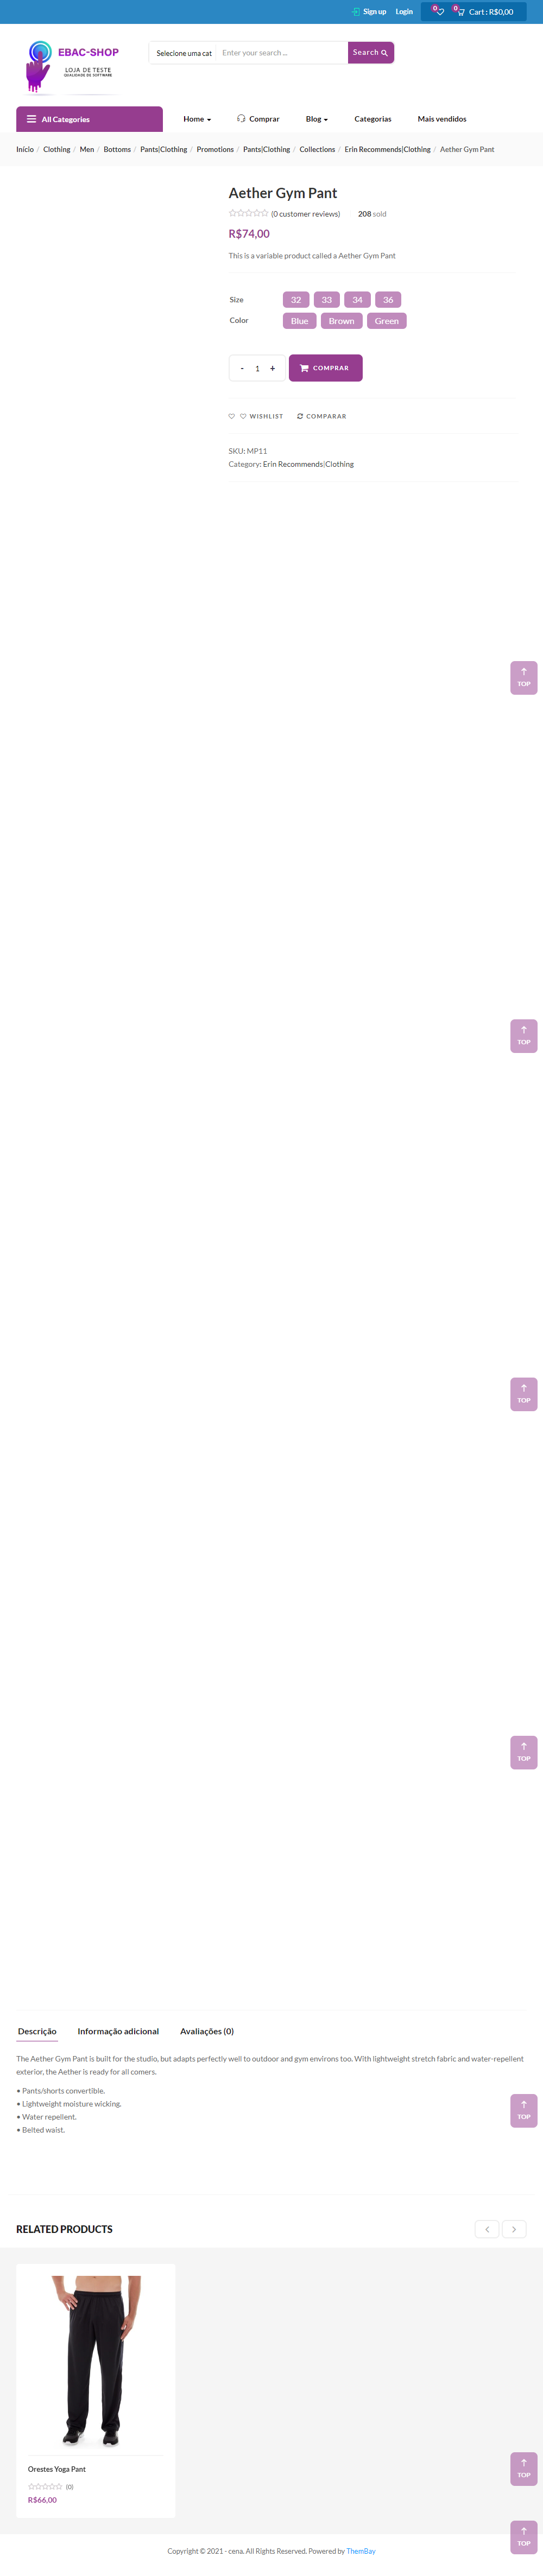 Sign up Login 0 0 Cart : R$0,00
EBAC-SHOP
LOJA DE TESTE
QUALIDADE DE SOFTWARE
Selecione uma cat Enter your search ... Search
All Categories Home Comprar Blog Categorias Mais vendidos
Início / Clothing / Men / Bottoms / Pants|Clothing / Promotions / Pants|Clothing / Collections / Erin Recommends|Clothing / Aether Gym Pant
Aether Gym Pant
(0 customer reviews) 208 sold
R$74,00
This is a variable product called a Aether Gym Pant
Size 32 33 34 36
Color Blue Brown Green
- 1 + COMPRAR
WISHLIST COMPARAR
SKU: MP11
Category: Erin Recommends|Clothing
TOP
TOP
TOP
TOP
Descrição Informação adicional Avaliações (0)
The Aether Gym Pant is built for the studio, but adapts perfectly well to outdoor and gym environs too. With lightweight stretch fabric and water-repellent
exterior, the Aether is ready for all comers.
• Pants/shorts convertible.
• Lightweight moisture wicking.
TOP
• Water repellent.
• Belted waist.
RELATED PRODUCTS
Orestes Yoga Pant
TOP
(0)
R$66,00
TOP
Copyright © 2021 - cena. All Rights Reserved. Powered by ThemBay